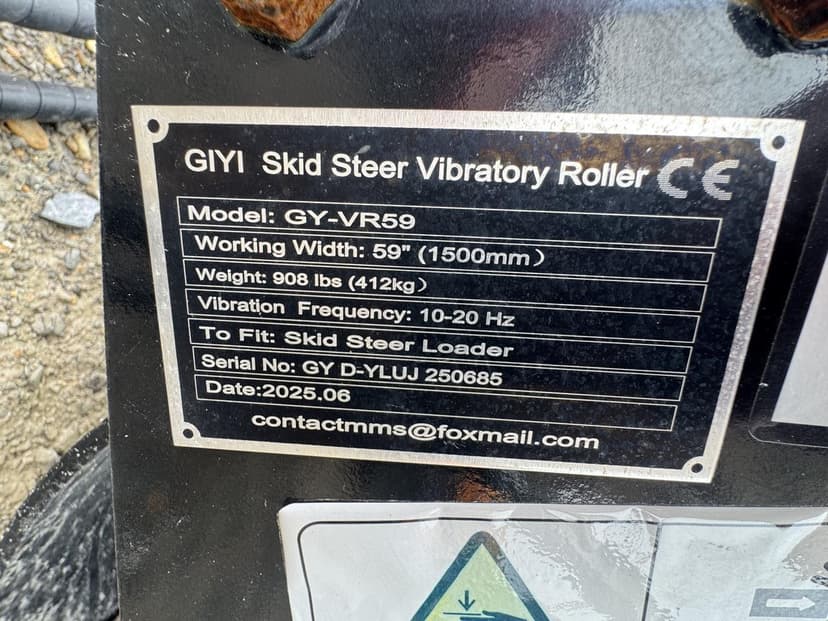 GIYI Skid Steer Vibratory Roller CE
Model: GY-VR59
Working Width: 59" (1500mm）
Weight: 908 lbs (412kg）
Vibration Frequency: 10-20 Hz
To Fit: Skid Steer Loader
Serial No: GY D-YLUJ 250685
Date:2025.06
contactmms@foxmail.com